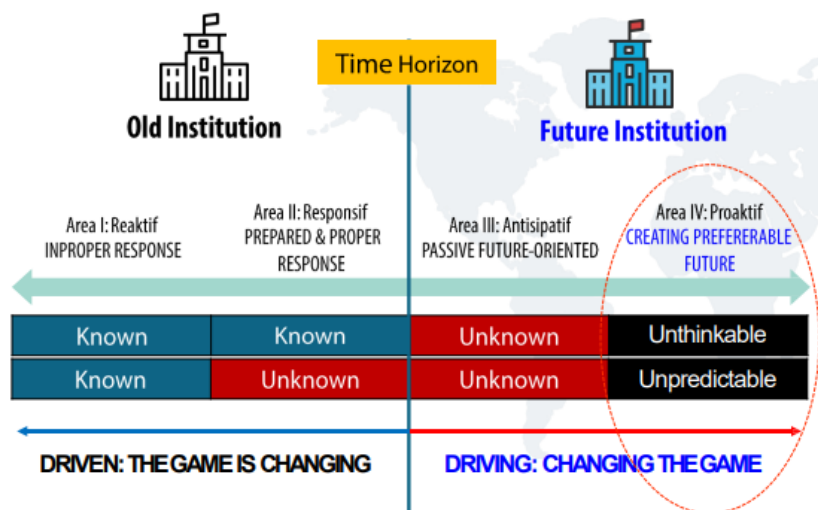 Time Horizon
Old Institution
Future Institution
Area I: Reaktif
INPROPER RESPONSE
Area II: Responsif
PREPARED & PROPER
RESPONSE
Area III: Antisipatif
PASSIVE FUTURE-ORIENTED
Area IV: Proaktif
CREATING PREFERERABLE
FUTURE
Known Known Unknown Unthinkable
Known Unknown Unknown Unpredictable
DRIVEN: THE GAME IS CHANGING
DRIVING: CHANGING THE GAME